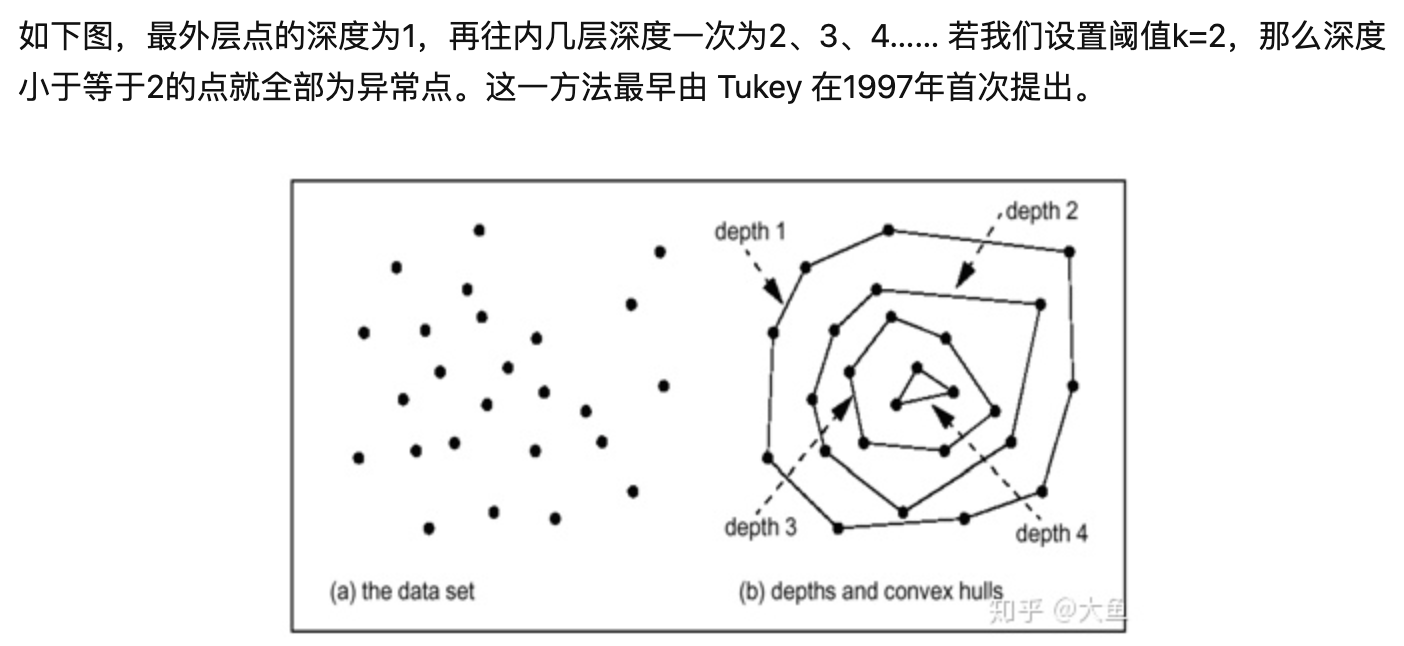 如下图，最外层点的深度为1，再往内几层深度一次为2、3、4...... 若我们设置阈值k=2，那么深度
小于等于2的点就全部为异常点。这一方法最早由 Tukey 在1997年首次提出。
depth 1
depth 2
depth 3
depth 4
(a) the data set
(b) depths and convex hulls
知乎 @大鱼